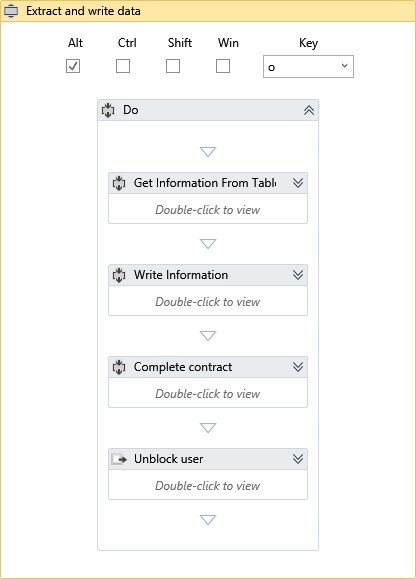 Extract and write data
Alt Ctrl Shift Win Key
o
Do
Get Information From Table
Double-click to view
Write Information
Double-click to view
Complete contract
Double-click to view
Unblock user
Double-click to view